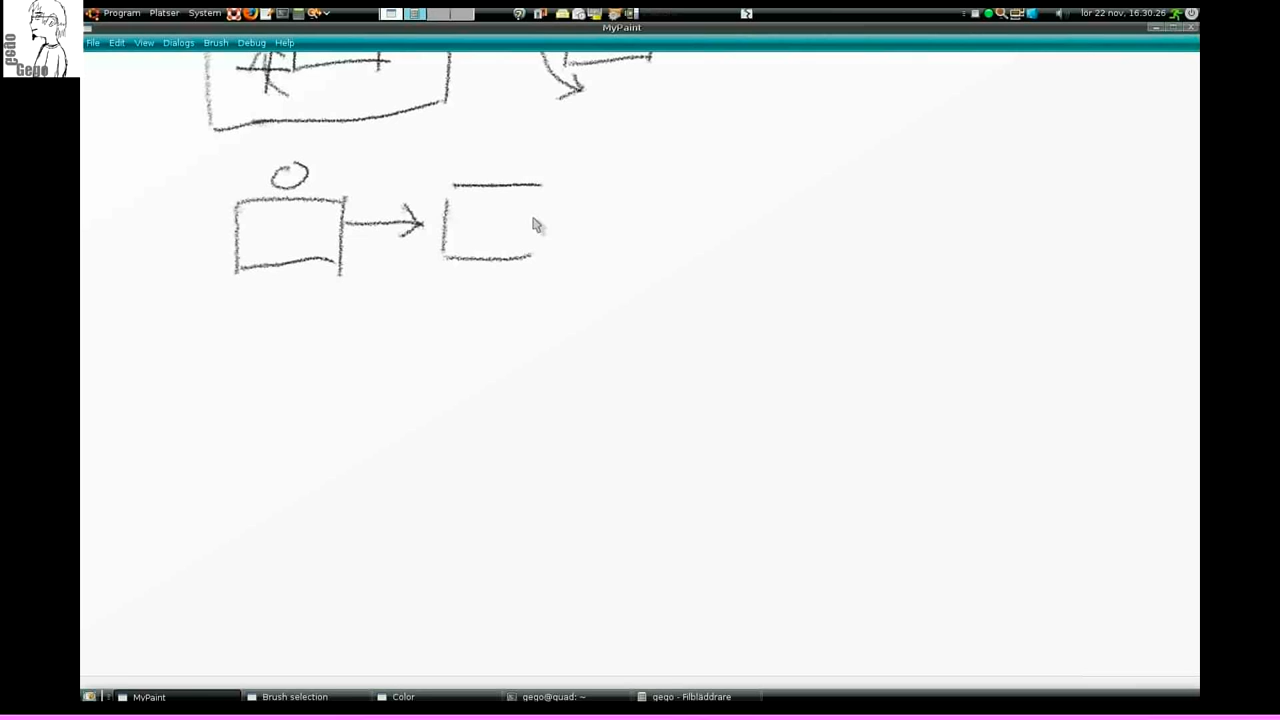 Program Platser System
lör 22 nov, 16.30.26
MyPaint
File Edit View Dialogs Brush Debug Help
Gego
Gego
MyPaint
Brush selection
Color
gego@quad: ~
gego - Filbläddrare